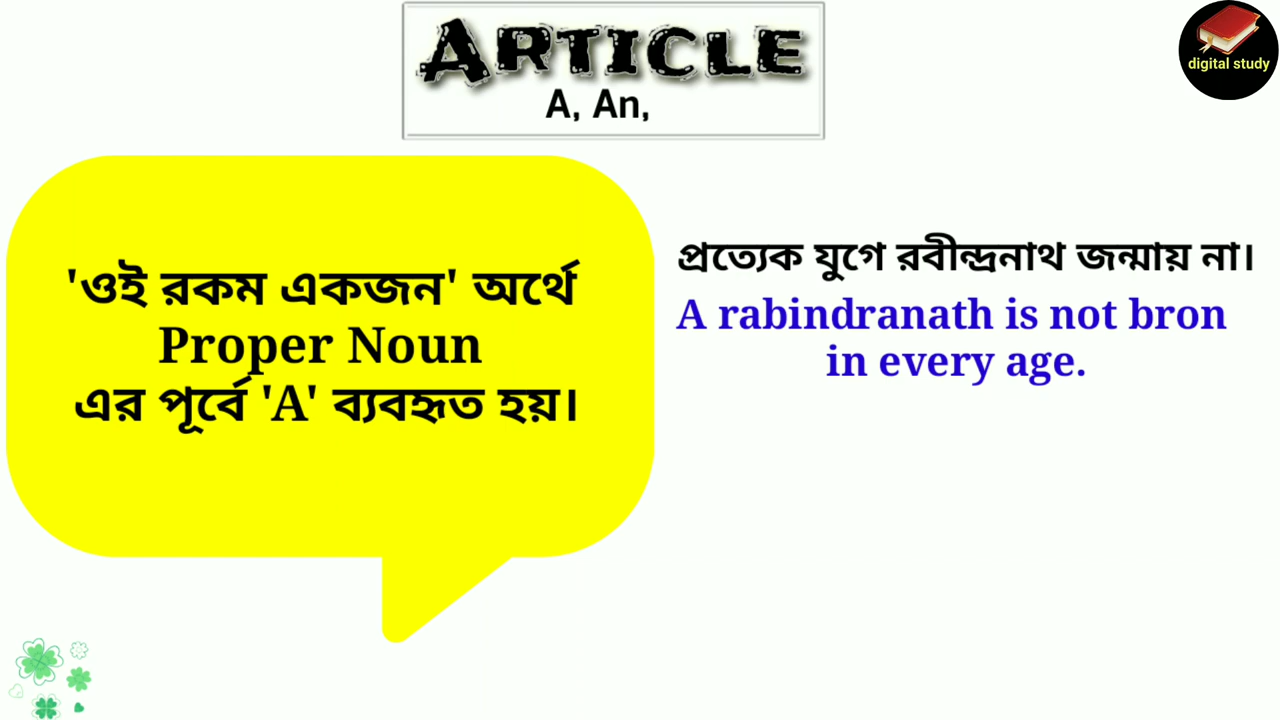 ARTICLE
A, An,
digital study
'ওই রকম একজন' অর্থে
Proper Noun
এর পূর্বে 'A' ব্যবহৃত হয়।
প্রত্যেক যুগে রবীন্দ্রনাথ জন্মায় না।
A rabindranath is not bron
in every age.